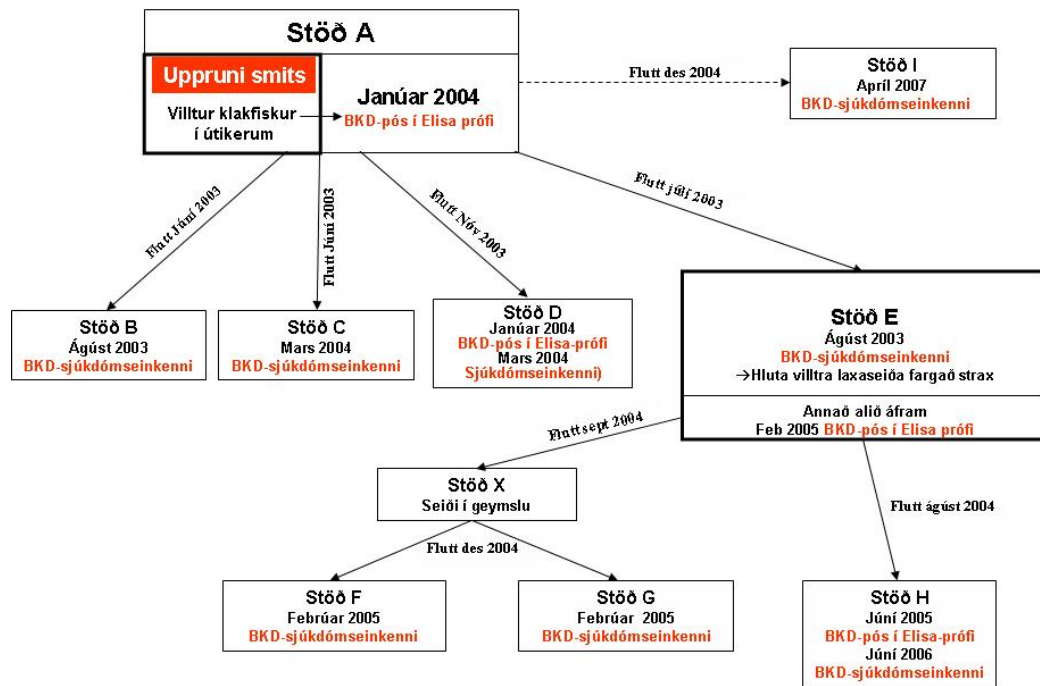 Stöð A
Uppruni smits
Villtur klakfiskur
í útikerum
Janúar 2004
BKD-pós í Elisa prófi
Flutt des 2004
Stöð I
Apríl 2007
BKD-sjúkdómseinkenni
Flutt Júní 2003
Flutt Júní 2003
Flutt Nóv 2003
Flutt júlí 2003
Stöð B
Ágúst 2003
BKD-sjúkdómseinkenni
Stöð C
Mars 2004
BKD-sjúkdómseinkenni
Stöð D
Janúar 2004
BKD-pós í Elisa-prófi
Mars 2004
Sjúkdómseinkenni)
Stöð E
Ágúst 2003
BKD-sjúkdómseinkenni
→Hluta villtra laxaseiða fargað strax
Annað alið áfram
Feb 2005 BKD-pós í Elisa prófi
Flutt sept 2004
Stöð X
Seiði í geymslu
Flutt ágúst 2004
Flutt des 2004
Stöð F
Febrúar 2005
BKD-sjúkdómseinkenni
Stöð G
Febrúar 2005
BKD-sjúkdómseinkenni
Stöð H
Júní 2005
BKD-pós í Elisa-prófi
Júní 2006
BKD-sjúkdómseinkenni